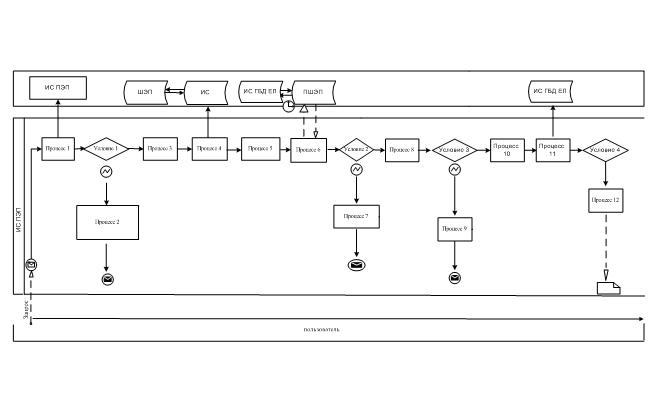 ИС ПЭП
ШЭП
ИС
ИС ГБД ЕЛ
ПШЭП
ИС ГБД ЕЛ
Процесс 1
Условие 1
Процесс 3
Процесс 4
Процесс 5
Процесс 6
Условие 2
Процесс 8
Условие 3
Процесс
10
Процесс
11
Условие 4
Процесс 2
Процесс 7
Процесс 9
Процесс 12
ИС ПЭП
Запрос
пользователь